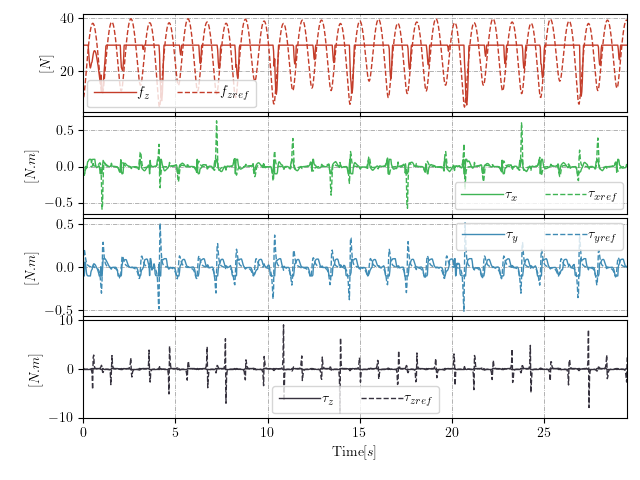 40
20
[N]
f_z f_zref
0.5
0.0
−0.5
[N.m]
τ_x τ_xref
0.5
0.0
−0.5
[N.m]
τ_y τ_yref
10
0
−10
[N.m]
τ_z τ_zref
0 5 10 15 20 25
Time[s]